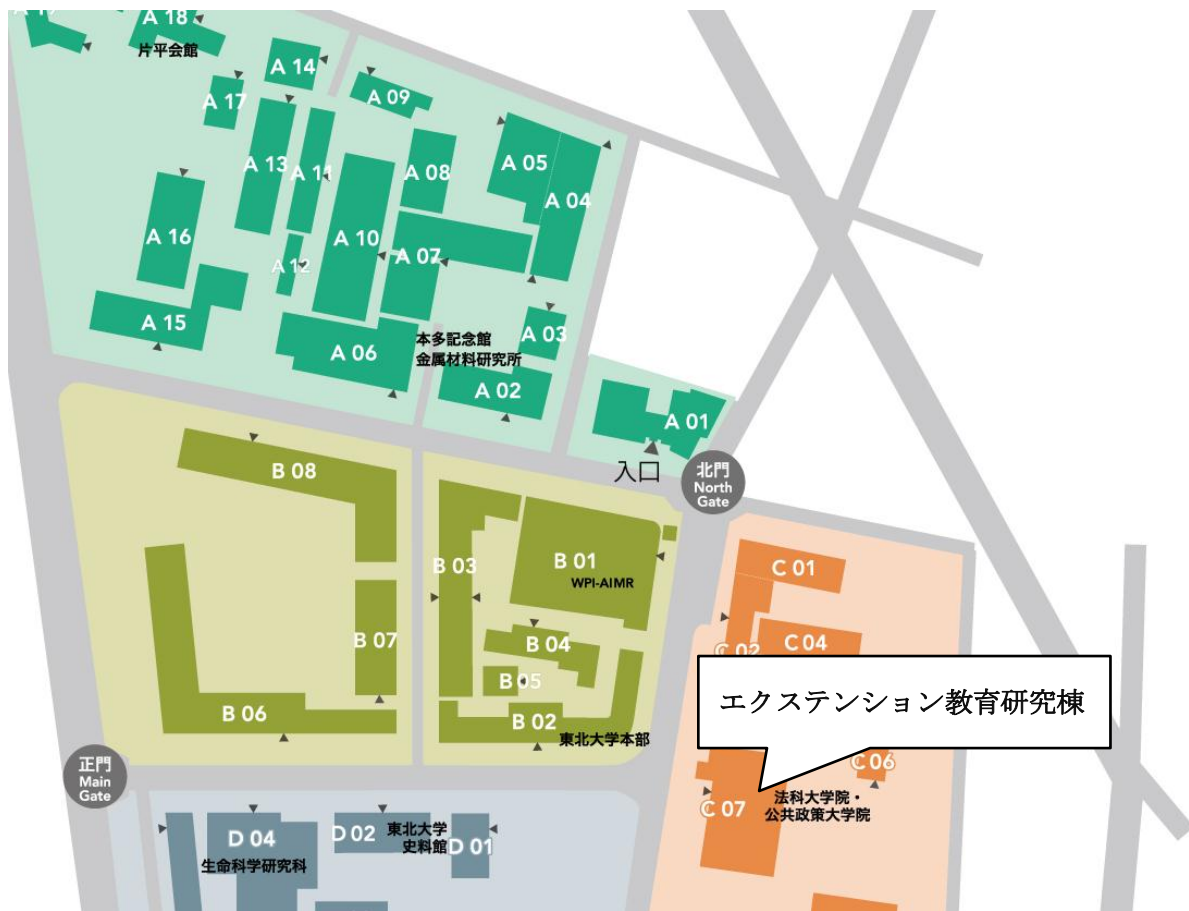 A 18
片平会館
A 14
A 17
A 09
A 05
A 13
A 11
A 08
A 04
A 16
A 10
A 07
A 12
A 15
A 06
本多記念館
金属材料研究所
A 03
A 02
A 01
入口
北門
North
Gate
B 08
B 03
B 01
WPI-AIMR
C 01
B 07
B 04
C 02
C 04
B 05
エクステンション教育研究棟
B 06
B 02
東北大学本部
正門
Main
Gate
C 06
C 07
法科大学院・
公共政策大学院
D 04
生命科学研究科
D 02
東北大学
史料館
D 01